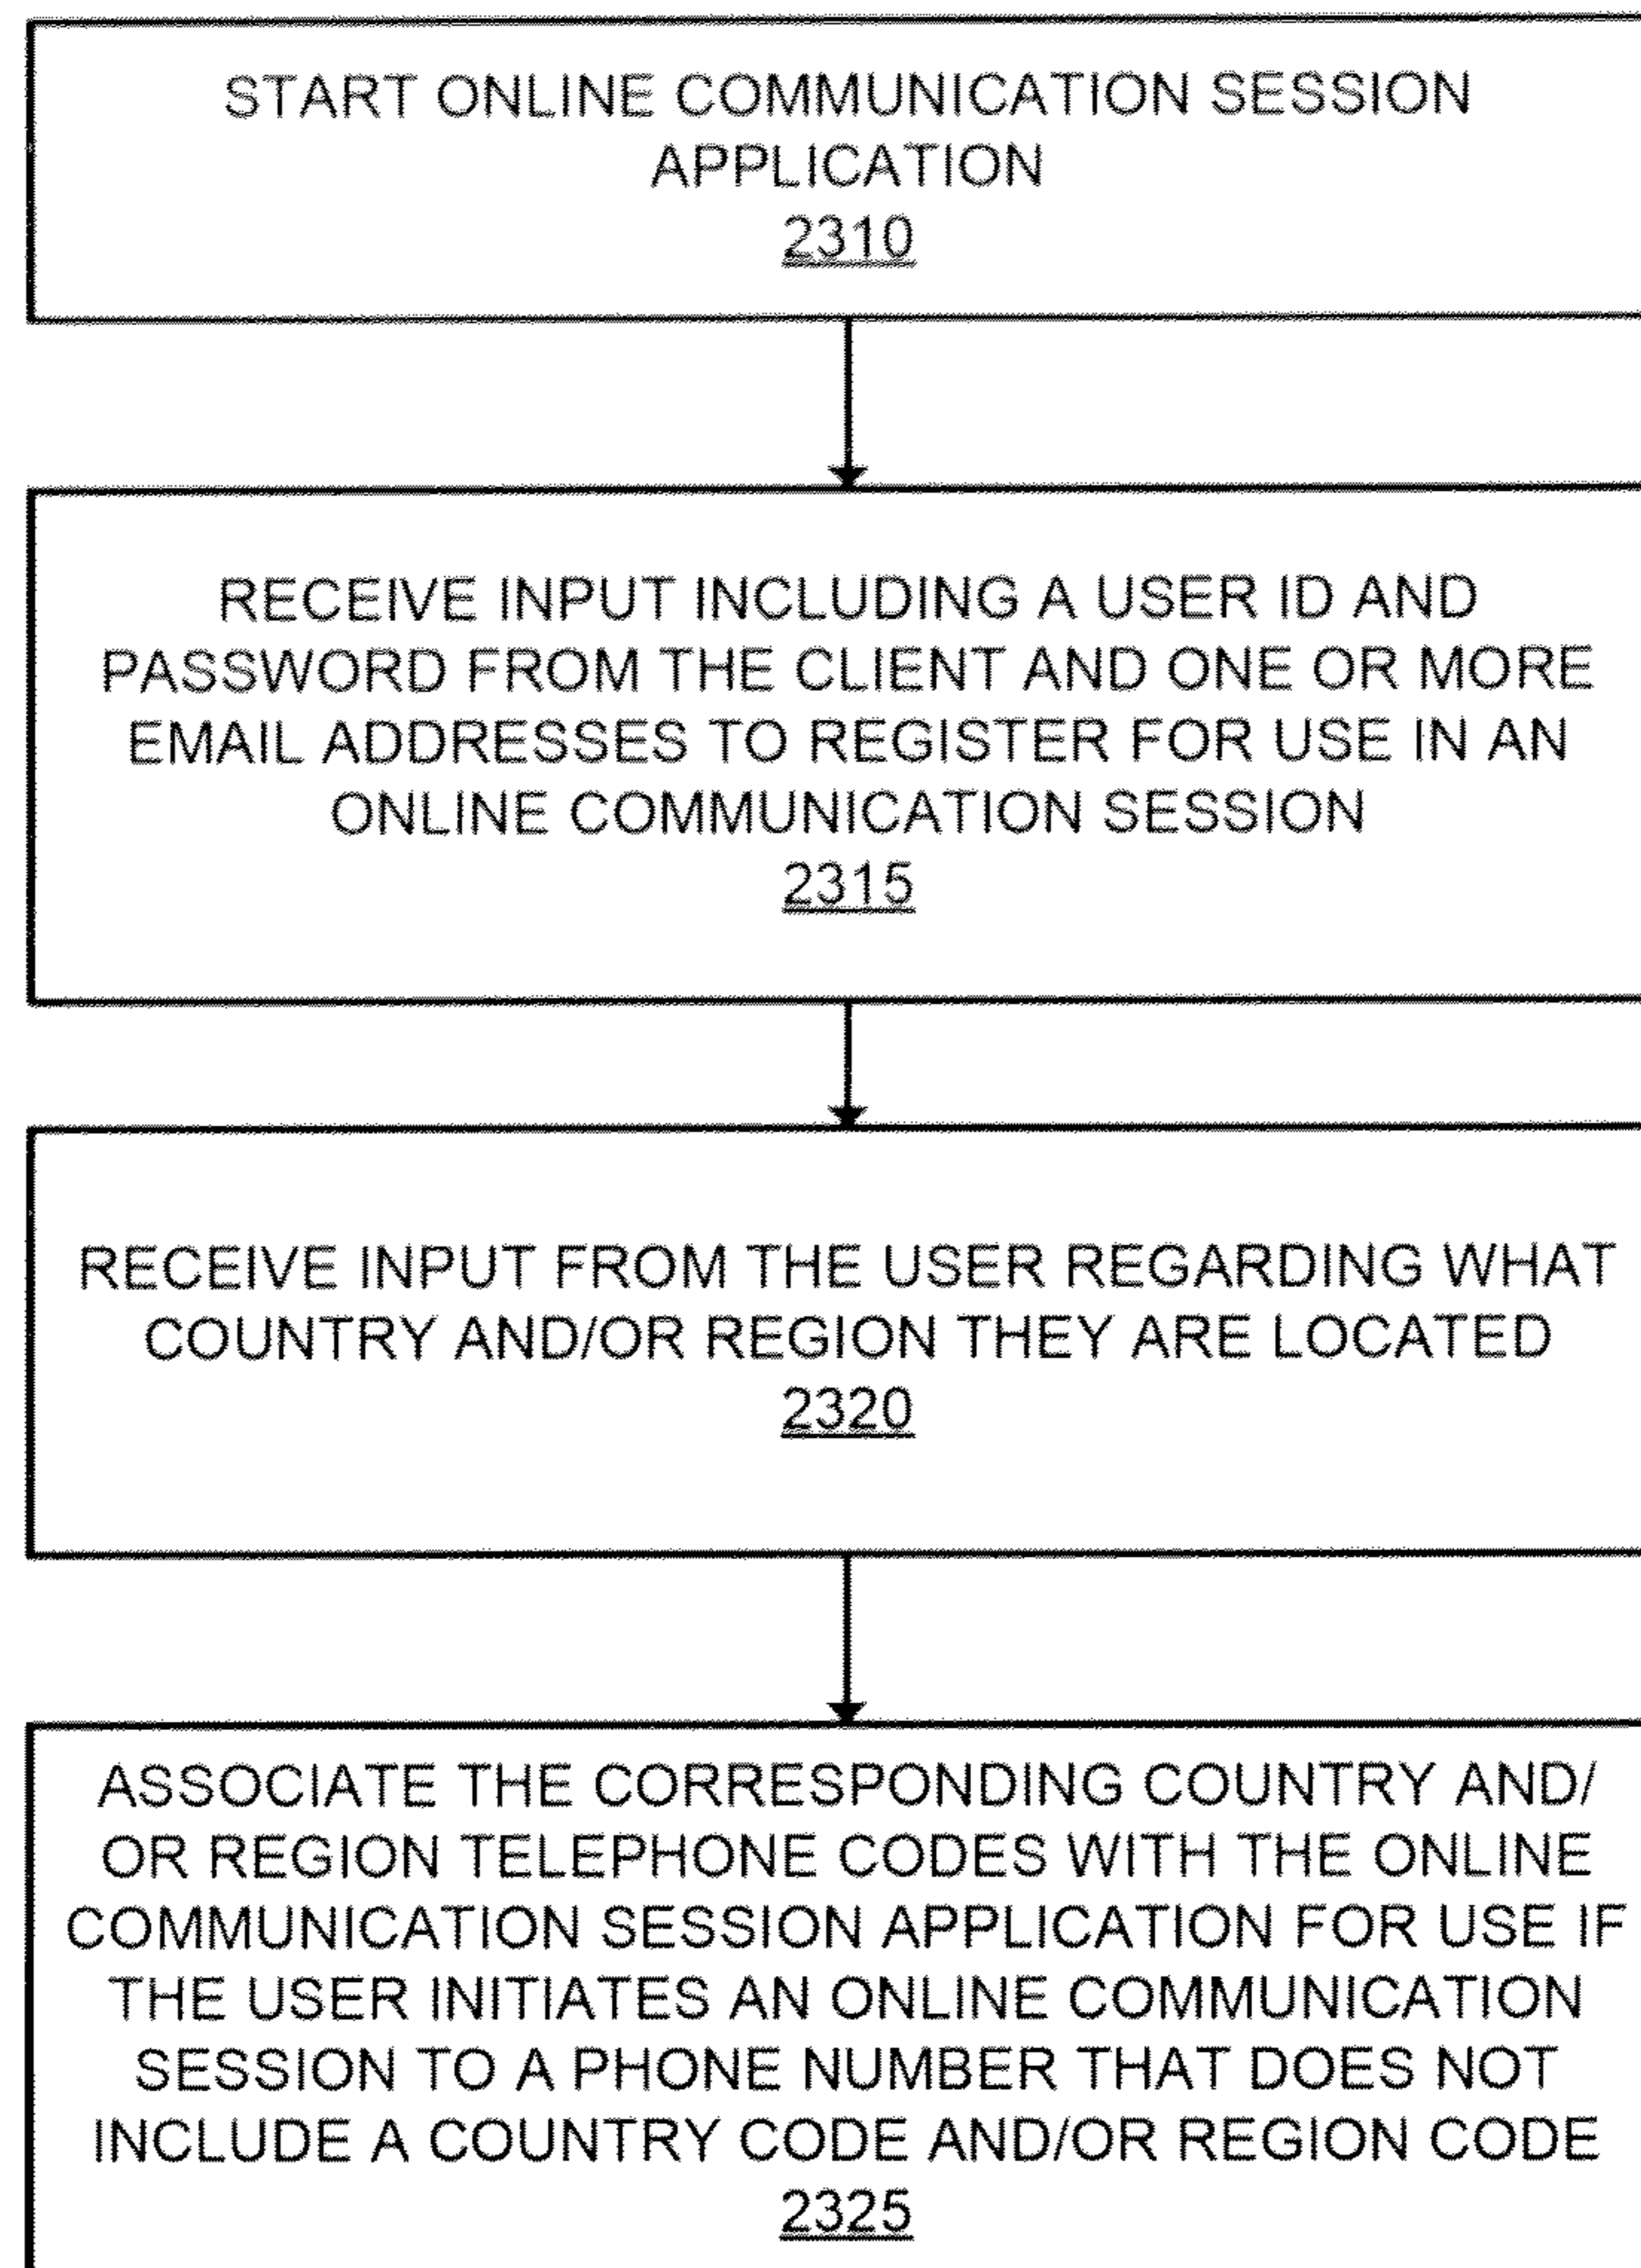 START ONLINE COMMUNICATION SESSION
APPLICATION
2310
RECEIVE INPUT INCLUDING A USER ID AND
PASSWORD FROM THE CLIENT AND ONE OR MORE
EMAIL ADDRESSES TO REGISTER FOR USE IN AN
ONLINE COMMUNICATION SESSION
2315
RECEIVE INPUT FROM THE USER REGARDING WHAT
COUNTRY AND/OR REGION THEY ARE LOCATED
2320
ASSOCIATE THE CORRESPONDING COUNTRY AND/
OR REGION TELEPHONE CODES WITH THE ONLINE
COMMUNICATION SESSION APPLICATION FOR USE IF
THE USER INITIATES AN ONLINE COMMUNICATION
SESSION TO A PHONE NUMBER THAT DOES NOT
INCLUDE A COUNTRY CODE AND/OR REGION CODE
2325